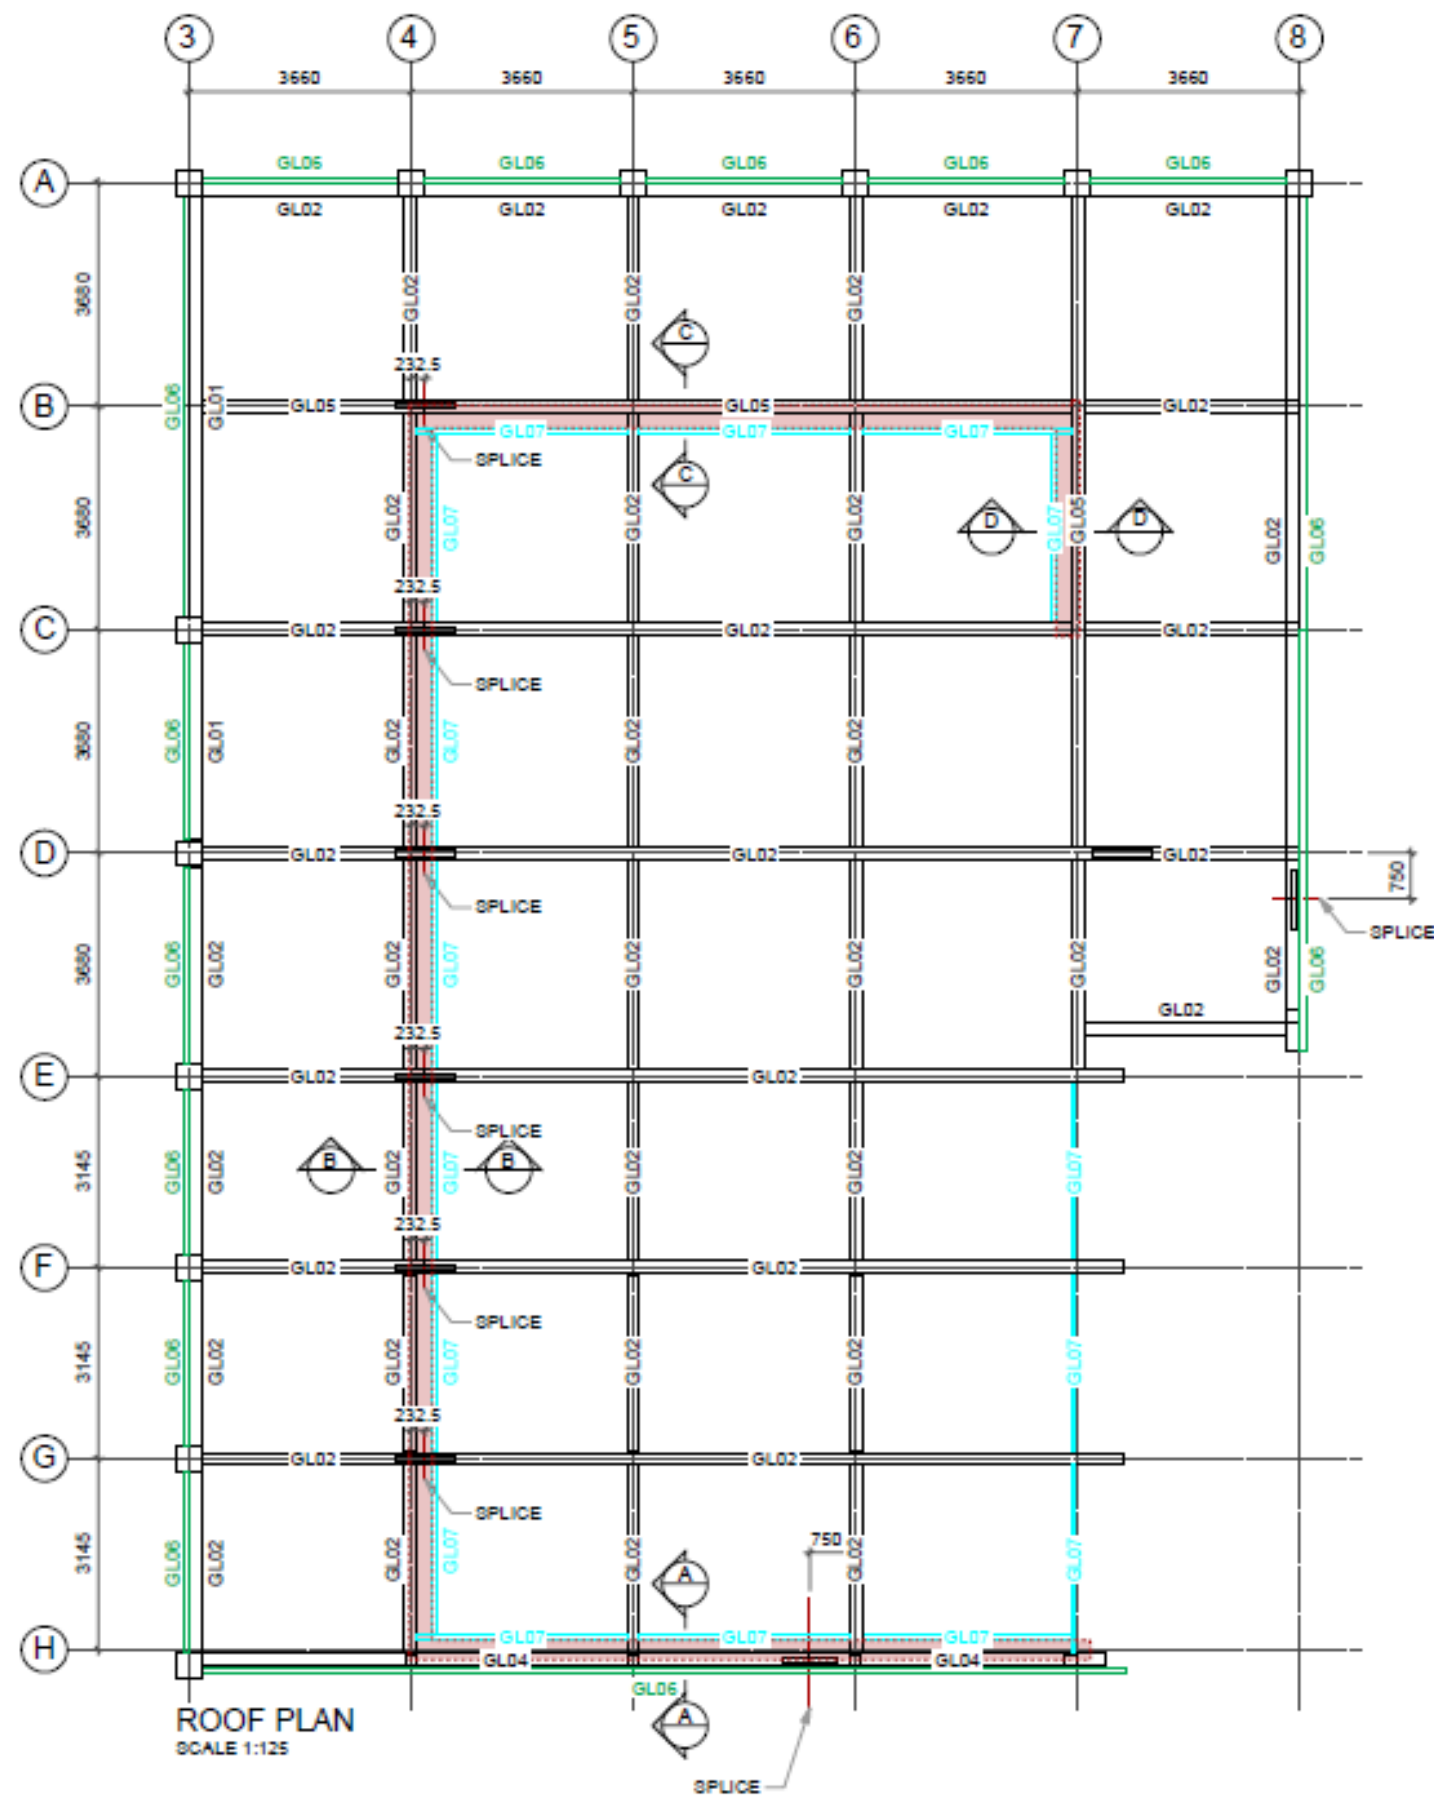 3 4 5 6 7 8
3660 3660 3660 3660 3660
GL06 GL06 GL06 GL06 GL06
A
GL02 GL02 GL02 GL02 GL02
3680 GL02 GL02 GL02
C
232.5
B GL06 GL01 GL05 GL05 GL02
GL07 GL07 GL07
SPLICE
C
3680 GL02 GL07 GL02 GL02 D GL07 GL05 D GL02 GL06
232.5
C GL02 GL02 GL02
SPLICE
3680 GL06 GL01 GL02 GL07 GL02 GL02
232.5
D GL02 GL02 GL02
750
SPLICE
SPLICE
3680 GL06 GL02 GL02 GL07 GL02 GL02 GL02 GL02 GL06
GL02
232.5
E GL02 GL02
SPLICE
3145 GL06 GL02 B GL02 GL07 B GL02 GL02 GL07
232.5
F GL02 GL02
SPLICE
3145 GL06 GL02 GL02 GL07 GL02 GL02 GL07
232.5
G GL02 GL02
SPLICE
750
3145 GL06 GL02 GL02 GL07 GL02 A GL02 GL07
GL07 GL07 GL07
H GL04 GL04
GL06
A
ROOF PLAN
SCALE 1:125
SPLICE